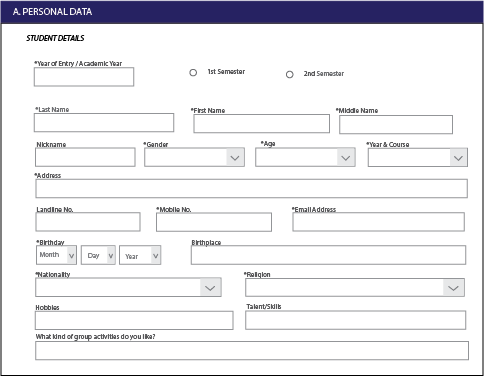 A. PERSONAL DATA
STUDENT DETAILS
*Year of Entry / Academic Year
1st Semester 2nd Semester
*Last Name *First Name *Middle Name
Nickname *Gender *Age *Year & Course
*Address
Landline No. *Mobile No. *Email Address
*Birthday Birthplace
Month Day Year
*Nationality *Religion
Hobbies Talent/Skills
What kind of group activities do you like?